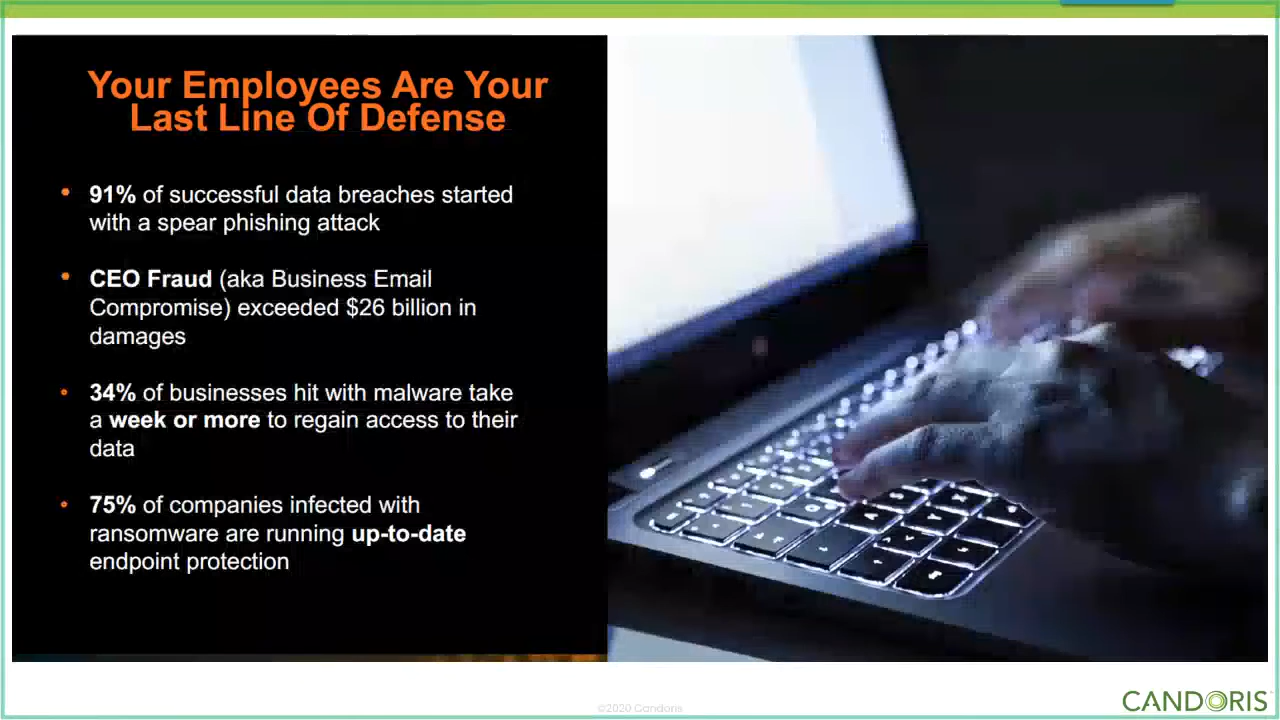 Your Employees Are Your
Last Line Of Defense
• 91% of successful data breaches started
with a spear phishing attack
• CEO Fraud (aka Business Email
Compromise) exceeded $26 billion in
damages
• 34% of businesses hit with malware take
a week or more to regain access to their
data
• 75% of companies infected with
ransomware are running up-to-date
endpoint protection
©2020 Candoris
CANDORIS